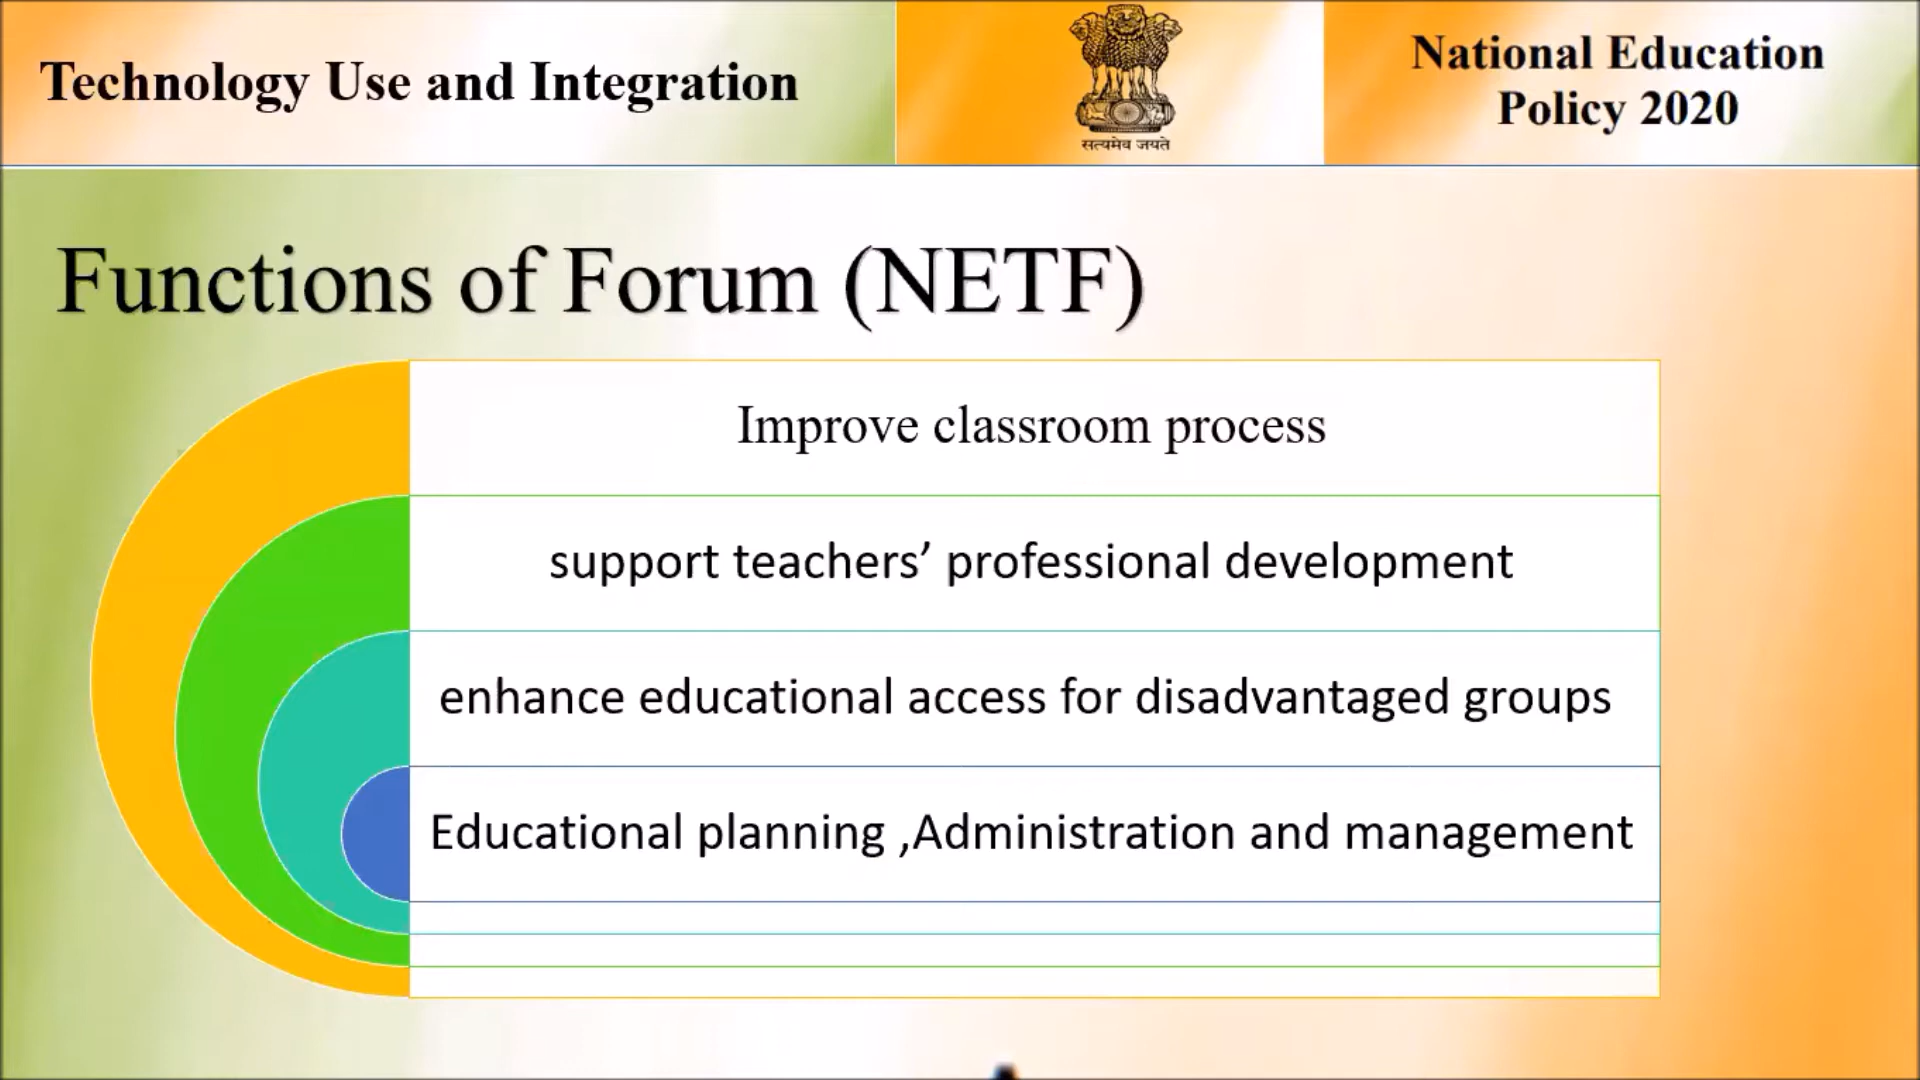 Technology Use and Integration
सत्यमेव जयते
National Education
Policy 2020
Functions of Forum (NETF)
Improve classroom process
support teachers’ professional development
enhance educational access for disadvantaged groups
Educational planning ,Administration and management